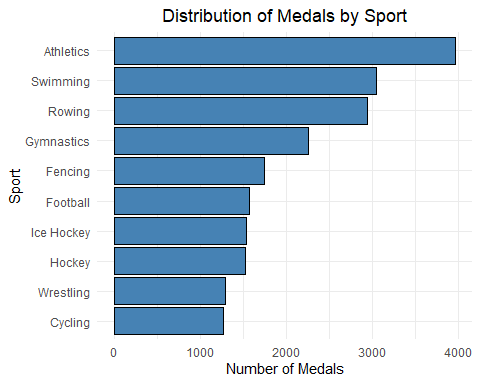 Distribution of Medals by Sport
Sport
Athletics
Swimming
Rowing
Gymnastics
Fencing
Football
Ice Hockey
Hockey
Wrestling
Cycling
0 1000 2000 3000 4000
Number of Medals